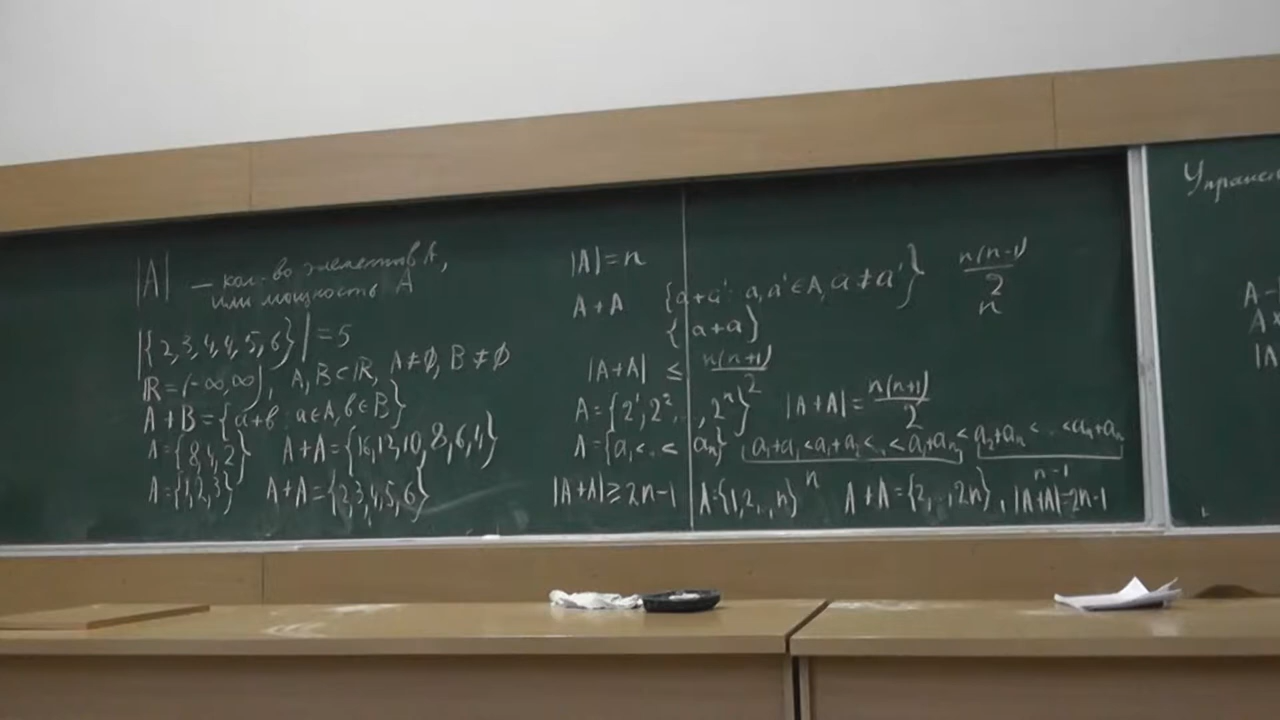 |A| — кол-во элементов A,
или мощность A
|{2,3,4,4,5,6}| = 5
ℝ = (-∞,∞), A,B⊂ℝ, A≠∅, B≠∅
A+B = {a+b : a∈A, b∈B}
A={8,4,2} A+A={16,12,10,8,6,4}
A={1,2,3} A+A={2,3,4,5,6}
|A|=n
A+A {a+a' : a,a'∈A, a≠a'} n(n-1)/2
{a+a} n
|A+A| ≤ n(n+1)/2
A={2¹,2²,..,2ⁿ} |A+A|=n(n+1)/2
A={a₁<..<aₙ} a₁+a₁<a₁+a₂<..<a₁+aₙ<a₂+aₙ<..<aₙ+aₙ
n n-1
|A+A|≥2n-1 A={1,2,..,n} A+A={2,..,2n}, |A+A|=2n-1